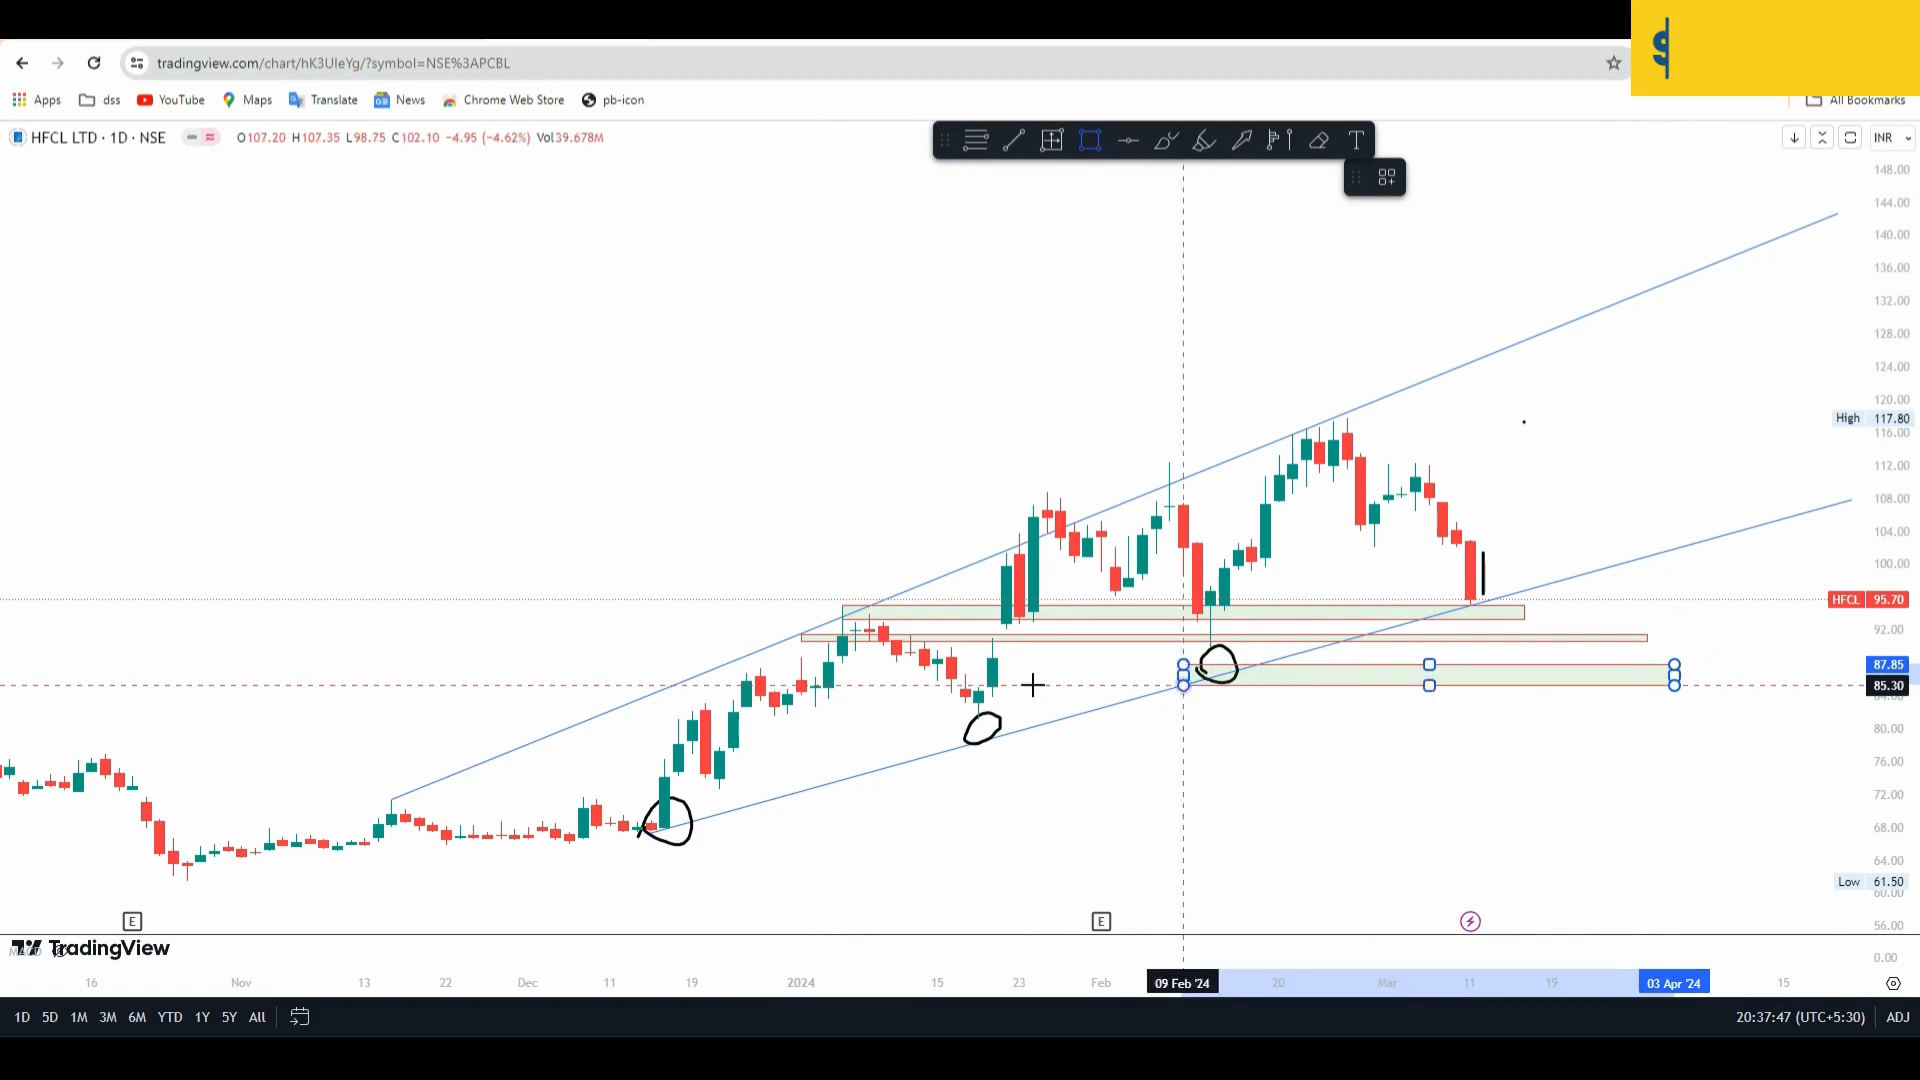 $
tradingview.com/chart/hK3UIeYg/?symbol=NSE%3APCBL
Apps dss YouTube Maps Translate News Chrome Web Store pb-icon All Bookmarks
HFCL LTD · 1D · NSE O107.20 H107.35 L98.75 C102.10 −4.95 (−4.62%) Vol39.678M
T
INR
148.00
144.00
140.00
136.00
132.00
128.00
124.00
120.00
High 117.80
116.00
112.00
108.00
104.00
100.00
HFCL 95.70
92.00
87.85
85.30
80.00
76.00
72.00
68.00
64.00
Low 61.50
60.00
56.00
E E
TradingView
0.00
16 Nov 13 22 Dec 11 19 2024 15 23 Feb 09 Feb '24 20 Mar 11 19 03 Apr '24 15
1D 5D 1M 3M 6M YTD 1Y 5Y All 20:37:47 (UTC+5:30) ADJ